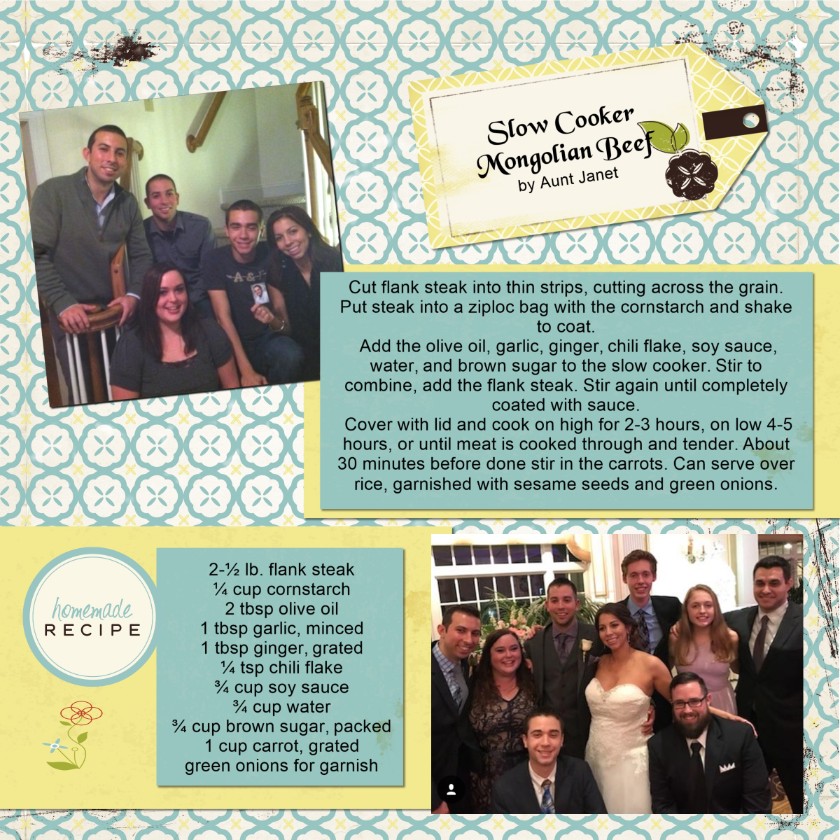 Slow Cooker
Mongolian Beef
by Aunt Janet
A & F
Cut flank steak into thin strips, cutting across the grain.
Put steak into a ziploc bag with the cornstarch and shake
to coat.
Add the olive oil, garlic, ginger, chili flake, soy sauce,
water, and brown sugar to the slow cooker. Stir to
combine, add the flank steak. Stir again until completely
coated with sauce.
Cover with lid and cook on high for 2-3 hours, on low 4-5
hours, or until meat is cooked through and tender. About
30 minutes before done stir in the carrots. Can serve over
rice, garnished with sesame seeds and green onions.
homemade
RECIPE
2-½ lb. flank steak
¼ cup cornstarch
2 tbsp olive oil
1 tbsp garlic, minced
1 tbsp ginger, grated
¼ tsp chili flake
¾ cup soy sauce
¾ cup water
¾ cup brown sugar, packed
1 cup carrot, grated
green onions for garnish